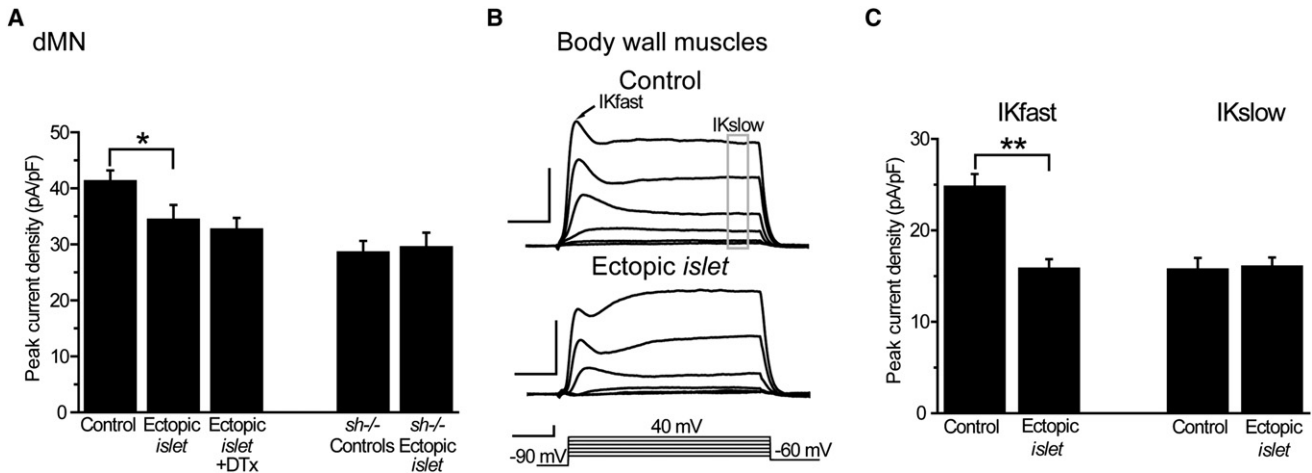 A
dMN
Peak current density (pA/pF)
50
40
30
20
10
0
*
Control
Ectopic
islet
Ectopic
islet
+DTx
sh-/-
Controls
sh-/-
Ectopic
islet
B
Body wall muscles
Control
IKfast
IKslow
Ectopic islet
40 mV
-90 mV
-60 mV
C
IKfast
IKslow
Peak current density (pA/pF)
30
20
10
0
**
Control
Ectopic
islet
Control
Ectopic
islet